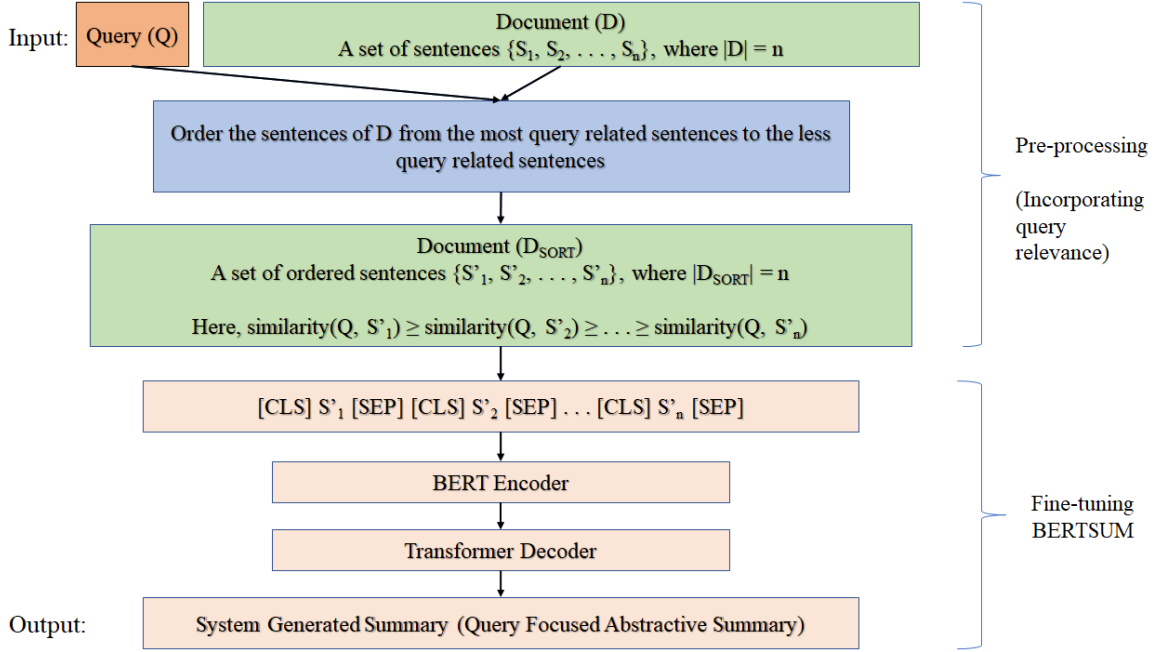 Input:
Query (Q)
Document (D)
A set of sentences {S₁, S₂, . . . , Sₙ}, where |D| = n
Order the sentences of D from the most query related sentences to the less
query related sentences
Pre-processing
(Incorporating
query
relevance)
Document (D_SORT)
A set of ordered sentences {S’₁, S’₂, . . . , S’ₙ}, where |D_SORT| = n
Here, similarity(Q, S’₁) ≥ similarity(Q, S’₂) ≥ . . . ≥ similarity(Q, S’ₙ)
[CLS] S’₁ [SEP] [CLS] S’₂ [SEP] . . . [CLS] S’ₙ [SEP]
BERT Encoder
Transformer Decoder
Fine-tuning
BERTSUM
Output:
System Generated Summary (Query Focused Abstractive Summary)